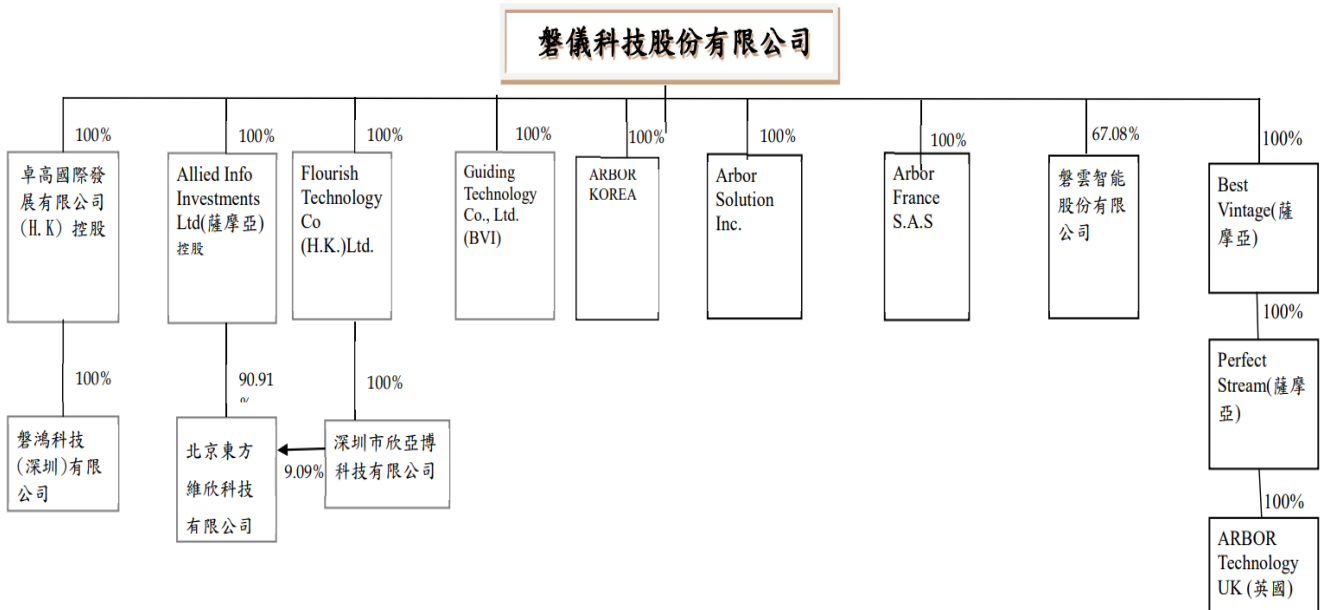 磐儀科技股份有限公司
100%
100%
100%
100%
100%
100%
100%
67.08%
100%
卓高國際發
展有限公司
(H.K) 控股
Allied Info
Investments
Ltd(薩摩亞)
控股
Flourish
Technology
Co
(H.K.)Ltd.
Guiding
Technology
Co., Ltd.
(BVI)
ARBOR
KOREA
Arbor
Solution
Inc.
Arbor
France
S.A.S
磐雲智能
股份有限
公司
Best
Vintage(薩
摩亞)
100%
90.91
%
100%
100%
磐鴻科技
(深圳)有限
公司
北京東方
維欣科技
有限公司
9.09%
深圳市欣亞博
科技有限公司
Perfect
Stream(薩摩
亞)
100%
ARBOR
Technology
UK (英國)